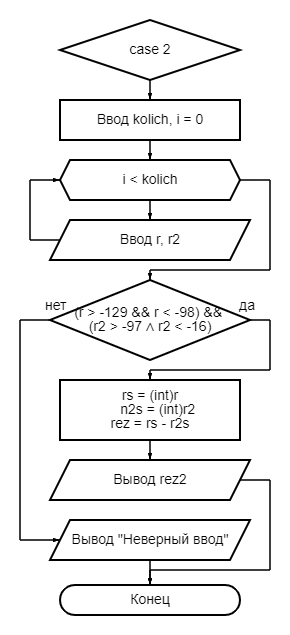 case 2
Ввод kolich, i = 0
i < kolich
Ввод r, r2
нет
(r > -129 && r < -98) &&
да
(r2 > -97 ∧ r2 < -16)
rs = (int)r
n2s = (int)r2
rez = rs - r2s
Вывод rez2
Вывод "Неверный ввод"
Конец